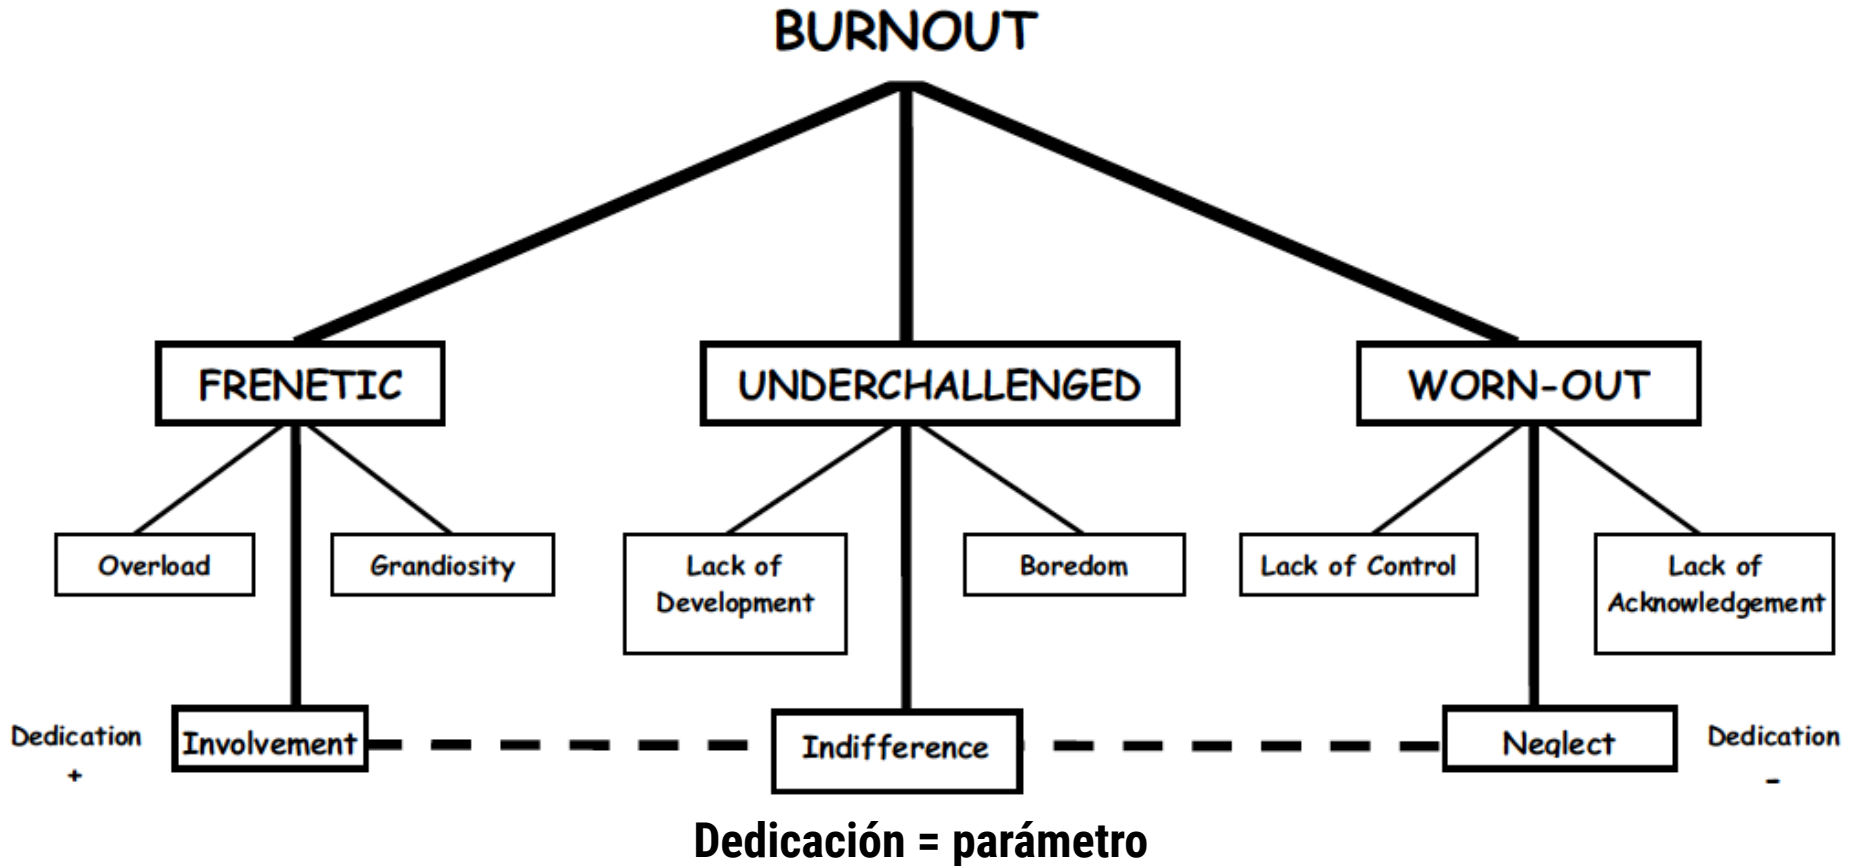 BURNOUT
FRENETIC
UNDERCHALLENGED
WORN-OUT
Overload
Grandiosity
Lack of
Development
Boredom
Lack of Control
Lack of
Acknowledgement
Dedication
+
Involvement
Indifference
Neglect
Dedication
-
Dedicación = parámetro